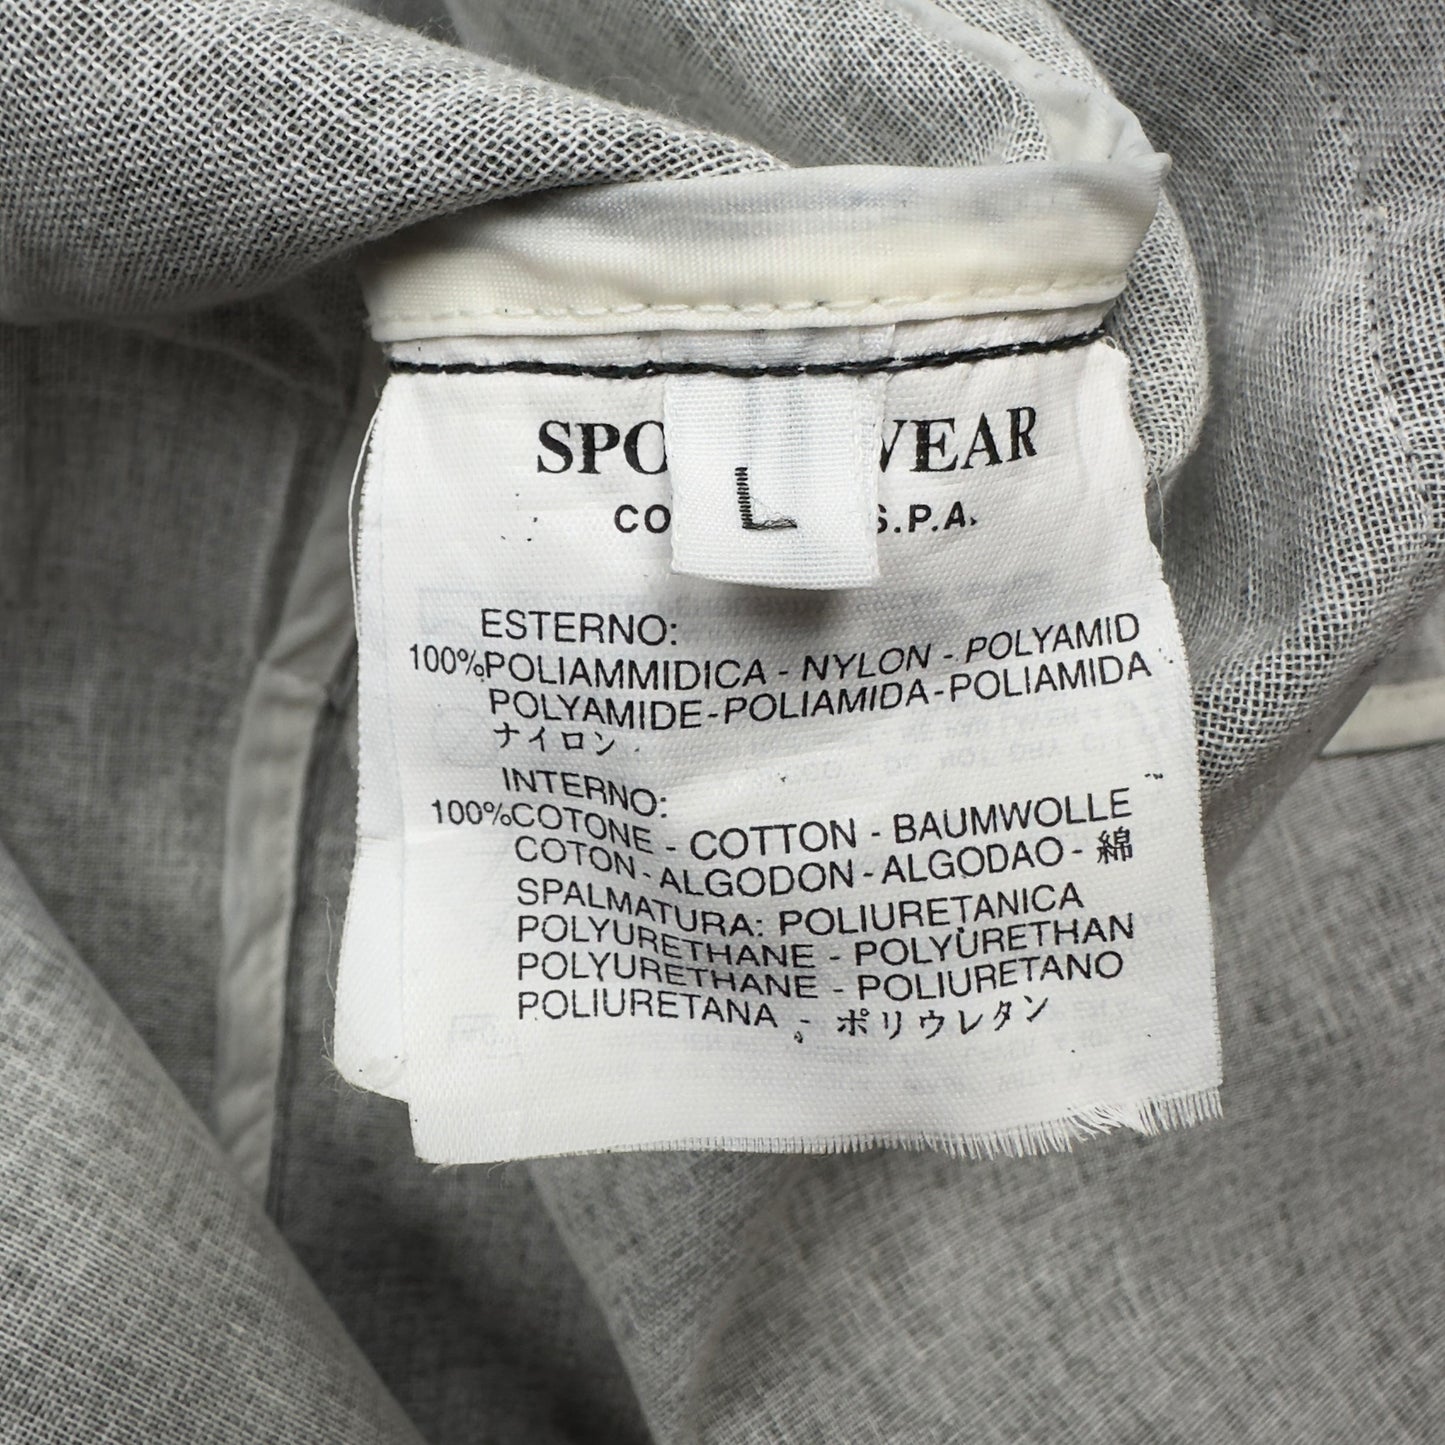 SPO WEAR
CO S.P.A.
L
ESTERNO:
100%POLIAMMIDICA - NYLON - POLYAMID
POLYAMIDE-POLIAMIDA-POLIAMIDA
ナイロン
INTERNO:
100%COTONE - COTTON - BAUMWOLLE
COTON-ALGODON-ALGODAO-綿
SPALMATURA: POLIURETANICA
POLYURETHANE - POLYURETHAN
POLYURETHANE - POLIURETANO
POLIURETANA - ポリウレタン